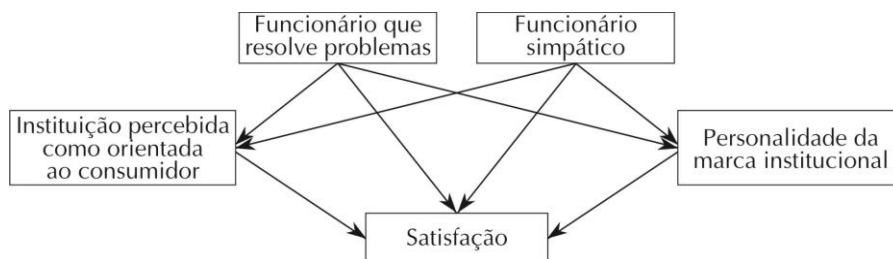 Funcionário que
resolve problemas
Funcionário
simpático
Instituição percebida
como orientada
ao consumidor
Personalidade da
marca institucional
Satisfação